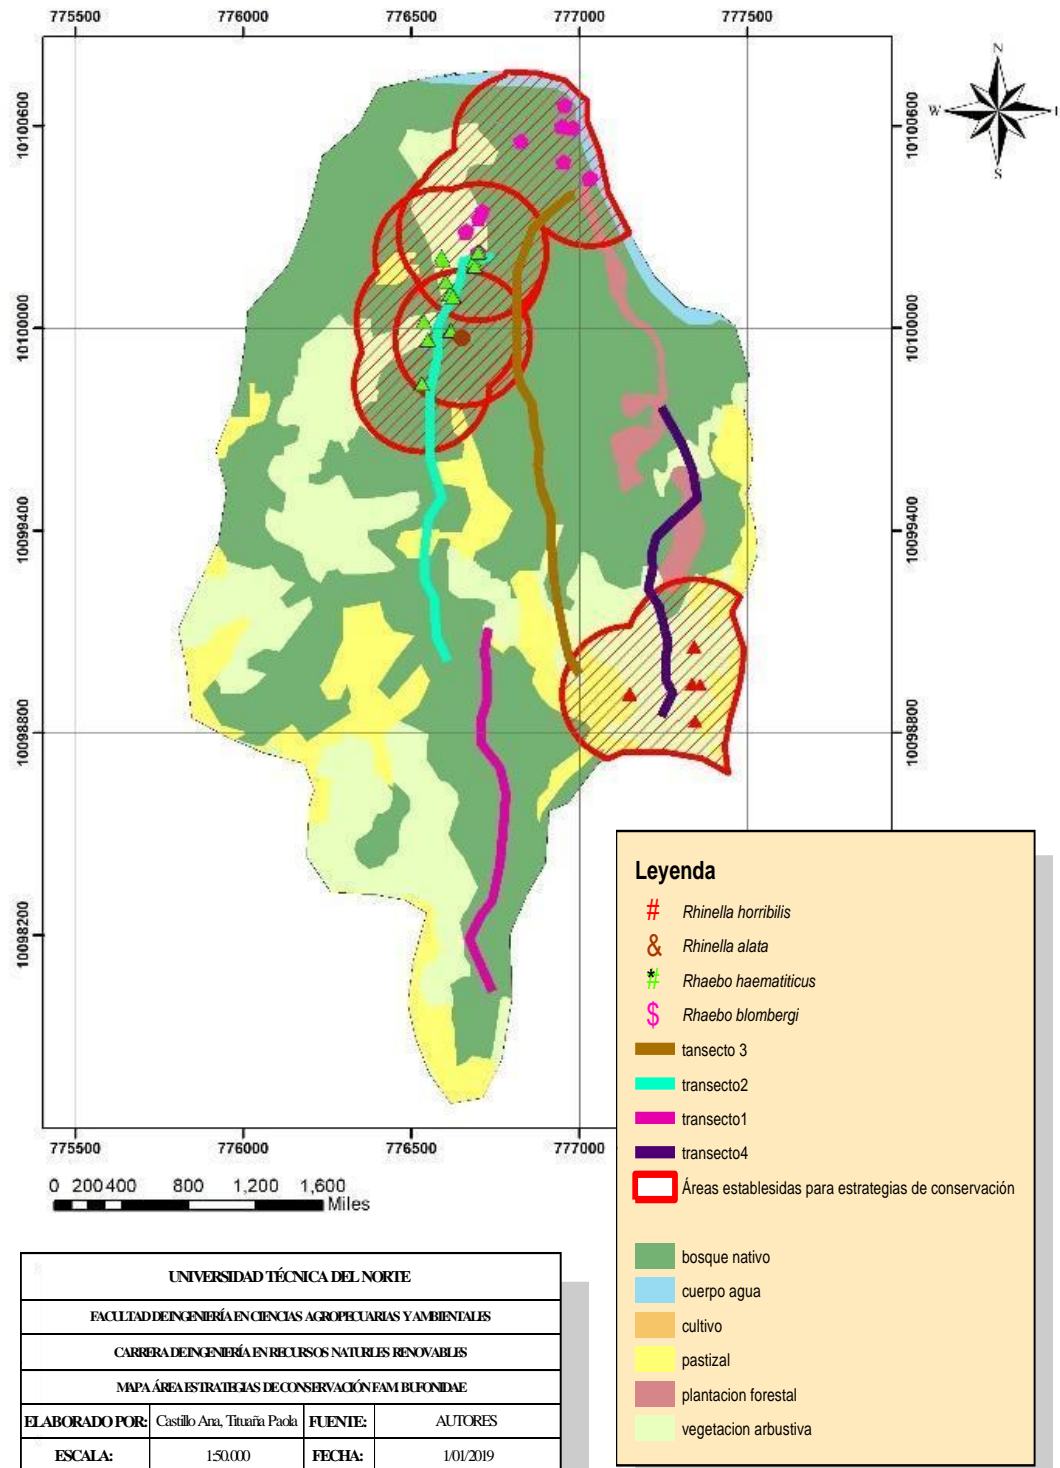 775500 776000 776500 777000 777500
N
W
S
10100600 10100600
10100000 10100000
10099400 10099400
10098800 10098800
10098200
775500 776000 776500 777000
0 200 400 800 1,200 1,600
Miles
Leyenda
# Rhinella horribilis
& Rhinella alata
*# Rhaebo haematiticus
$ Rhaebo blombergi
tansecto 3
transecto2
transecto1
transecto4
Áreas establesidas para estrategias de conservación
bosque nativo
cuerpo agua
cultivo
pastizal
plantacion forestal
vegetacion arbustiva
UNIVERSIDAD TÉCNICA DEL NORTE
FACULTAD DE INGENIERÍA EN CIENCIAS AGROPECUARIAS Y AMBIENTALES
CARRERA DE INGENIERÍA EN RECURSOS NATURLES RENOVABLES
MAPA ÁREA ESTRATEGIAS DE CONSERVACIÓN FAM. BUFONIDAE
ELABORADO POR: Castillo Ana, Tituaña Paola FUENTE: AUTORES
ESCALA: 1:50.000 FECHA: 1/01/2019